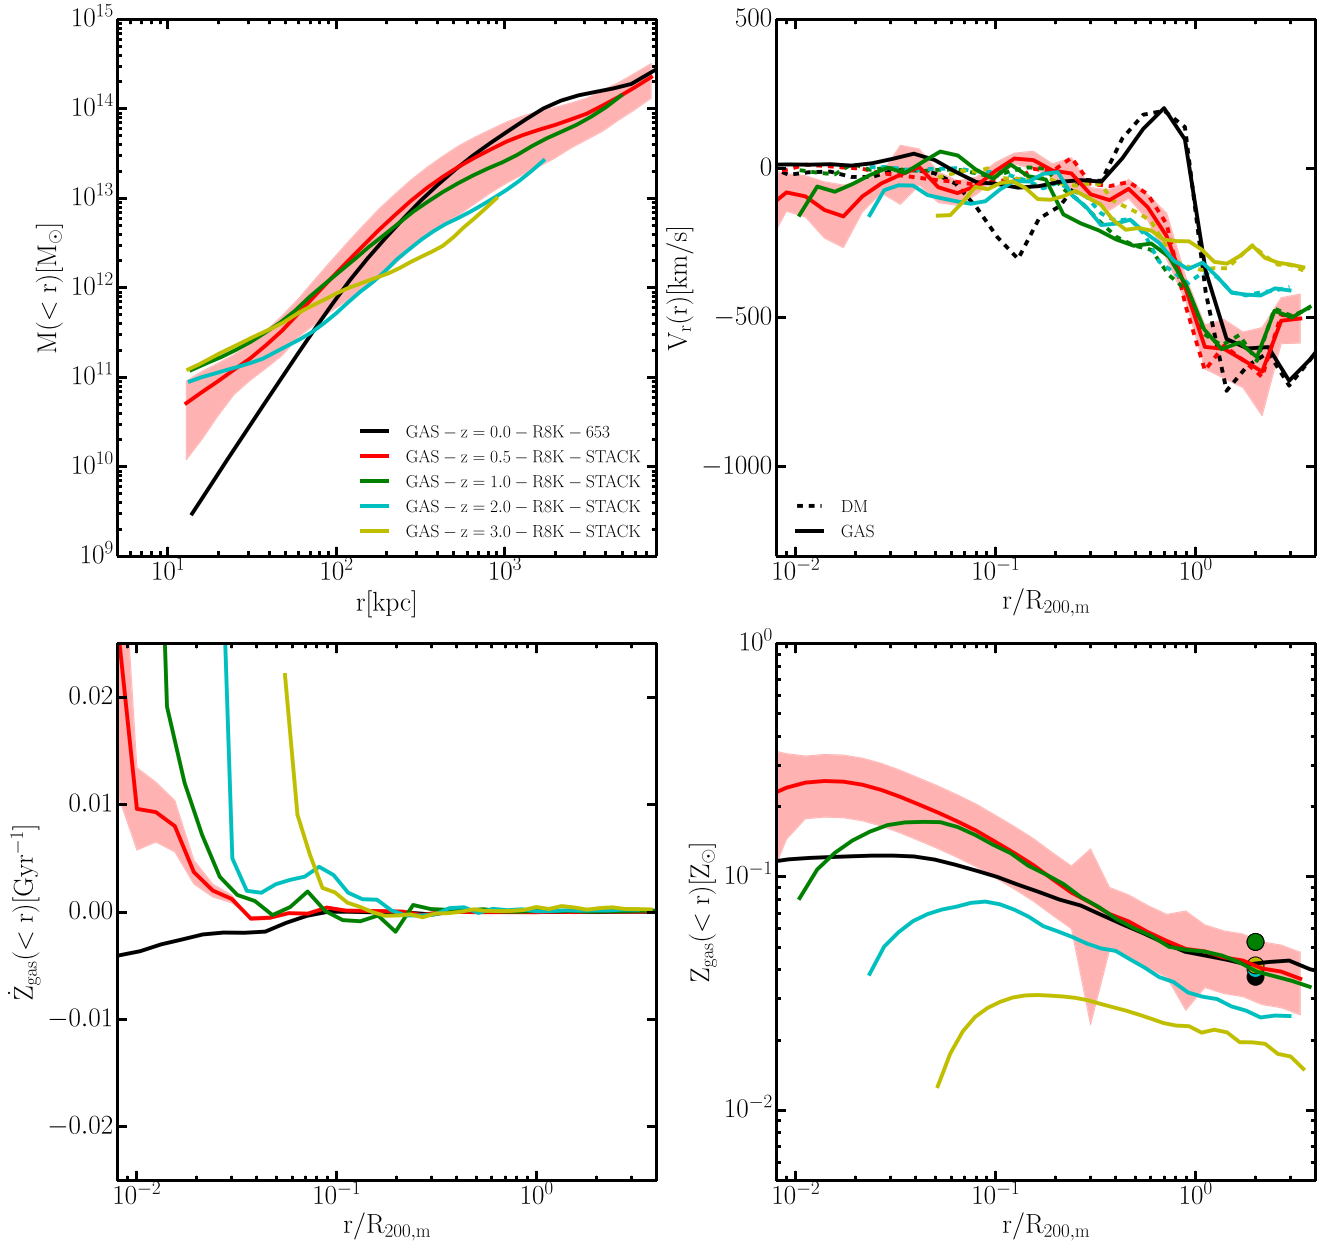 10^15
10^14
10^13
10^12
10^11
10^10
10^9
M(< r)[M_⊙]
10^1 10^2 10^3
r[kpc]
GAS − z = 0.0 − R8K − 653
GAS − z = 0.5 − R8K − STACK
GAS − z = 1.0 − R8K − STACK
GAS − z = 2.0 − R8K − STACK
GAS − z = 3.0 − R8K − STACK
500
0
−500
−1000
V_r(r)[km/s]
DM
GAS
10^−2 10^−1 10^0
r/R_200,m
0.02
0.01
0.00
−0.01
−0.02
Ż_gas(< r)[Gyr^−1]
10^−2 10^−1 10^0
r/R_200,m
10^0
10^−1
10^−2
Z_gas(< r)[Z_⊙]
10^−2 10^−1 10^0
r/R_200,m